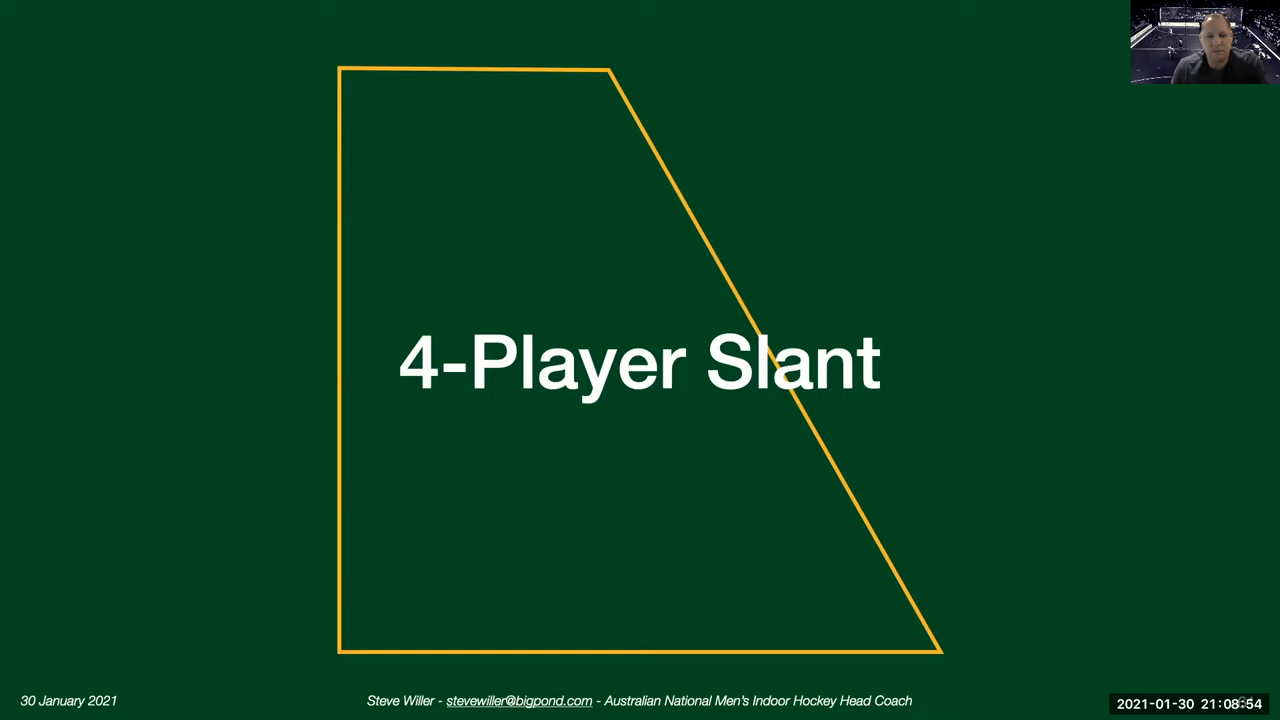 4-Player Slant
30 January 2021
Steve Willer - stevewiller@bigpond.com - Australian National Men's Indoor Hockey Head Coach
2021-01-30 21:08:54